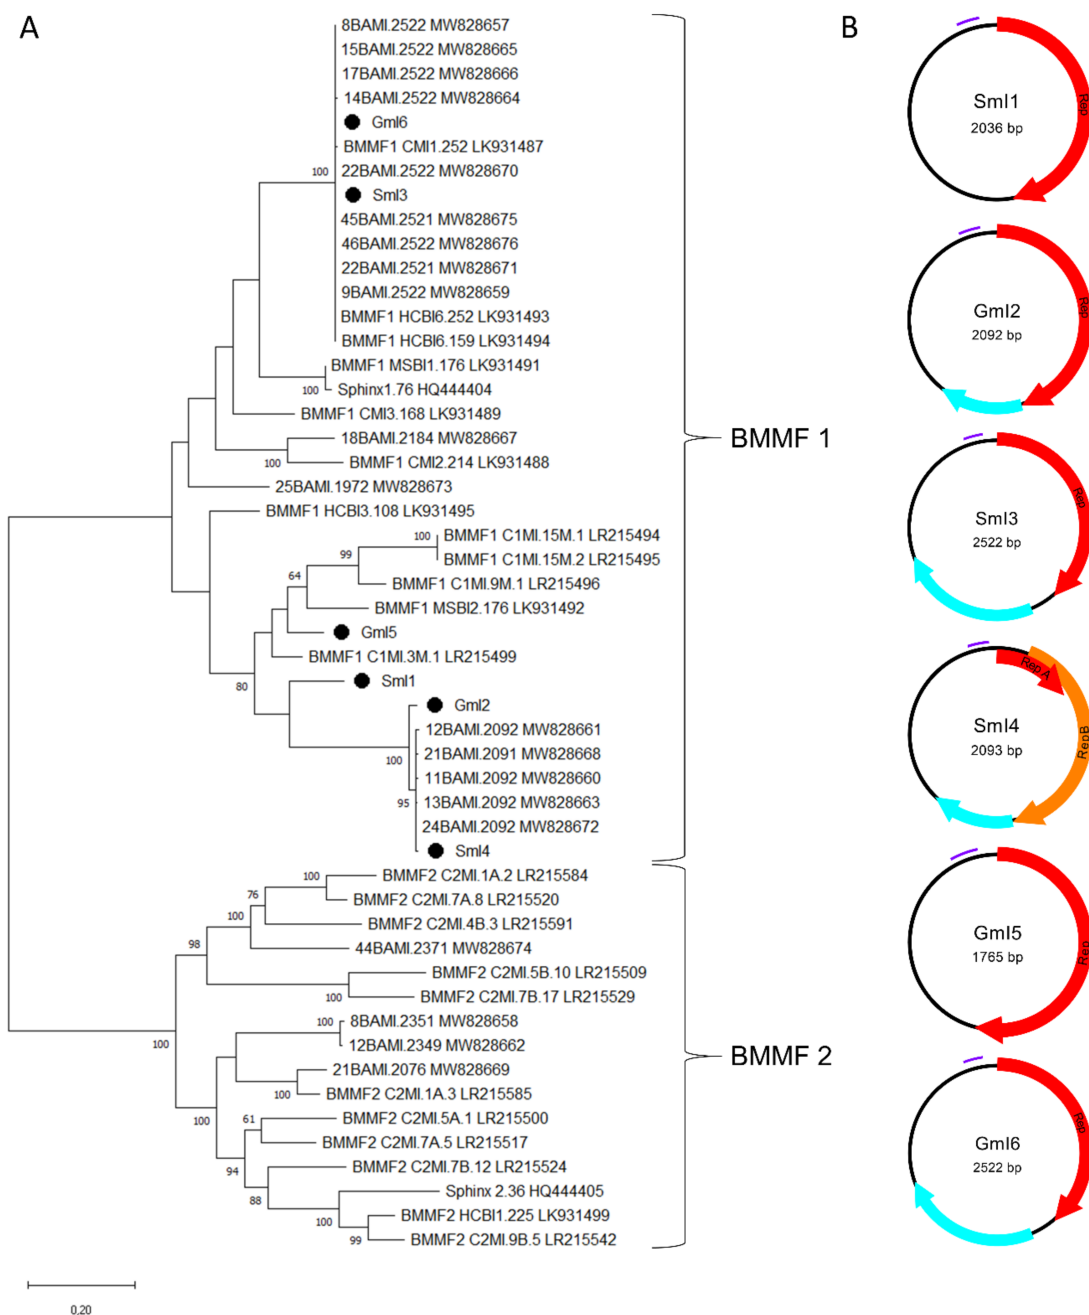 A
8BAMI.2522 MW828657
15BAMI.2522 MW828665
17BAMI.2522 MW828666
14BAMI.2522 MW828664
GmI6
BMMF1 CMI1.252 LK931487
22BAMI.2522 MW828670
100
SmI3
45BAMI.2521 MW828675
46BAMI.2522 MW828676
22BAMI.2521 MW828671
9BAMI.2522 MW828659
BMMF1 HCBI6.252 LK931493
BMMF1 HCBI6.159 LK931494
BMMF1 MSBI1.176 LK931491
100
Sphinx1.76 HQ444404
BMMF1 CMI3.168 LK931489
18BAMI.2184 MW828667
100
BMMF1 CMI2.214 LK931488
25BAMI.1972 MW828673
BMMF1 HCBI3.108 LK931495
100
BMMF1 C1MI.15M.1 LR215494
99
BMMF1 C1MI.15M.2 LR215495
64
BMMF1 C1MI.9M.1 LR215496
BMMF1 MSBI2.176 LK931492
GmI5
BMMF1 C1MI.3M.1 LR215499
80
SmI1
GmI2
12BAMI.2092 MW828661
100
21BAMI.2091 MW828668
11BAMI.2092 MW828660
95
13BAMI.2092 MW828663
24BAMI.2092 MW828672
SmI4
BMMF 1
100
BMMF2 C2MI.1A.2 LR215584
76
BMMF2 C2MI.7A.8 LR215520
100
BMMF2 C2MI.4B.3 LR215591
98
44BAMI.2371 MW828674
BMMF2 C2MI.5B.10 LR215509
100
BMMF2 C2MI.7B.17 LR215529
100
8BAMI.2351 MW828658
100
12BAMI.2349 MW828662
21BAMI.2076 MW828669
100
BMMF2 C2MI.1A.3 LR215585
100
61
BMMF2 C2MI.5A.1 LR215500
BMMF2 C2MI.7A.5 LR215517
94
BMMF2 C2MI.7B.12 LR215524
88
Sphinx 2.36 HQ444405
100
BMMF2 HCBI1.225 LK931499
99
BMMF2 C2MI.9B.5 LR215542
BMMF 2
0,20
B
SmI1
2036 bp
Rep
GmI2
2092 bp
Rep
SmI3
2522 bp
Rep
SmI4
2093 bp
Rep A
RepB
GmI5
1765 bp
Rep
GmI6
2522 bp
Rep